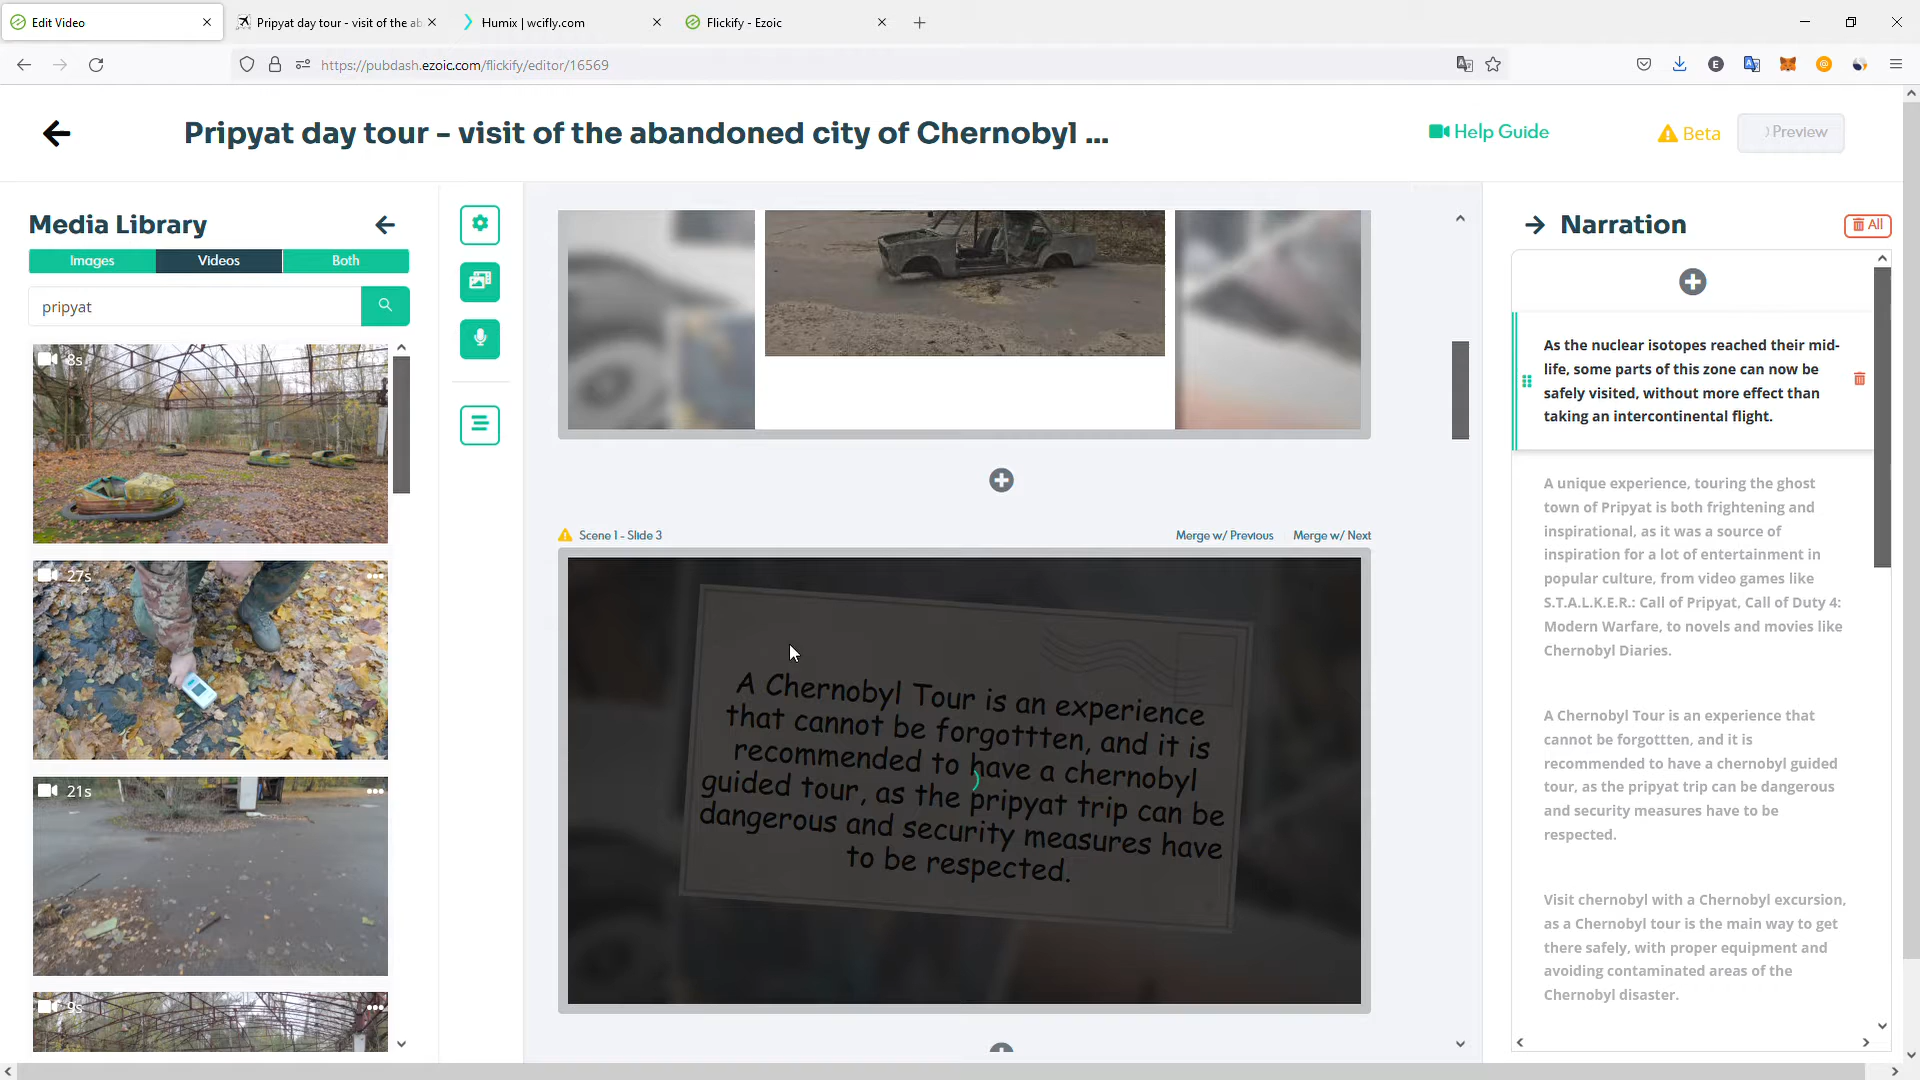 Edit Video
Pripyat day tour - visit of the ab
Humix | wcifly.com
Flickify - Ezoic
https://pubdash.ezoic.com/flickify/editor/16569
Pripyat day tour - visit of the abandoned city of Chernobyl ...
Help Guide
Beta
Preview
Media Library
Images
Videos
Both
pripyat
8s
27s
21s
9s
Scene 1 - Slide 3
Merge w/ Previous
Merge w/ Next
A Chernobyl Tour is an experience
that cannot be forgottten, and it is
recommended to have a chernobyl
guided tour, as the pripyat trip can be
dangerous and security measures have
to be respected.
Narration
All
As the nuclear isotopes reached their mid-
life, some parts of this zone can now be
safely visited, without more effect than
taking an intercontinental flight.
A unique experience, touring the ghost
town of Pripyat is both frightening and
inspirational, as it was a source of
inspiration for a lot of entertainment in
popular culture, from video games like
S.T.A.L.K.E.R.: Call of Pripyat, Call of Duty 4:
Modern Warfare, to novels and movies like
Chernobyl Diaries.
A Chernobyl Tour is an experience that
cannot be forgottten, and it is
recommended to have a chernobyl guided
tour, as the pripyat trip can be dangerous
and security measures have to be
respected.
Visit chernobyl with a Chernobyl excursion,
as a Chernobyl tour is the main way to get
there safely, with proper equipment and
avoiding contaminated areas of the
Chernobyl disaster.